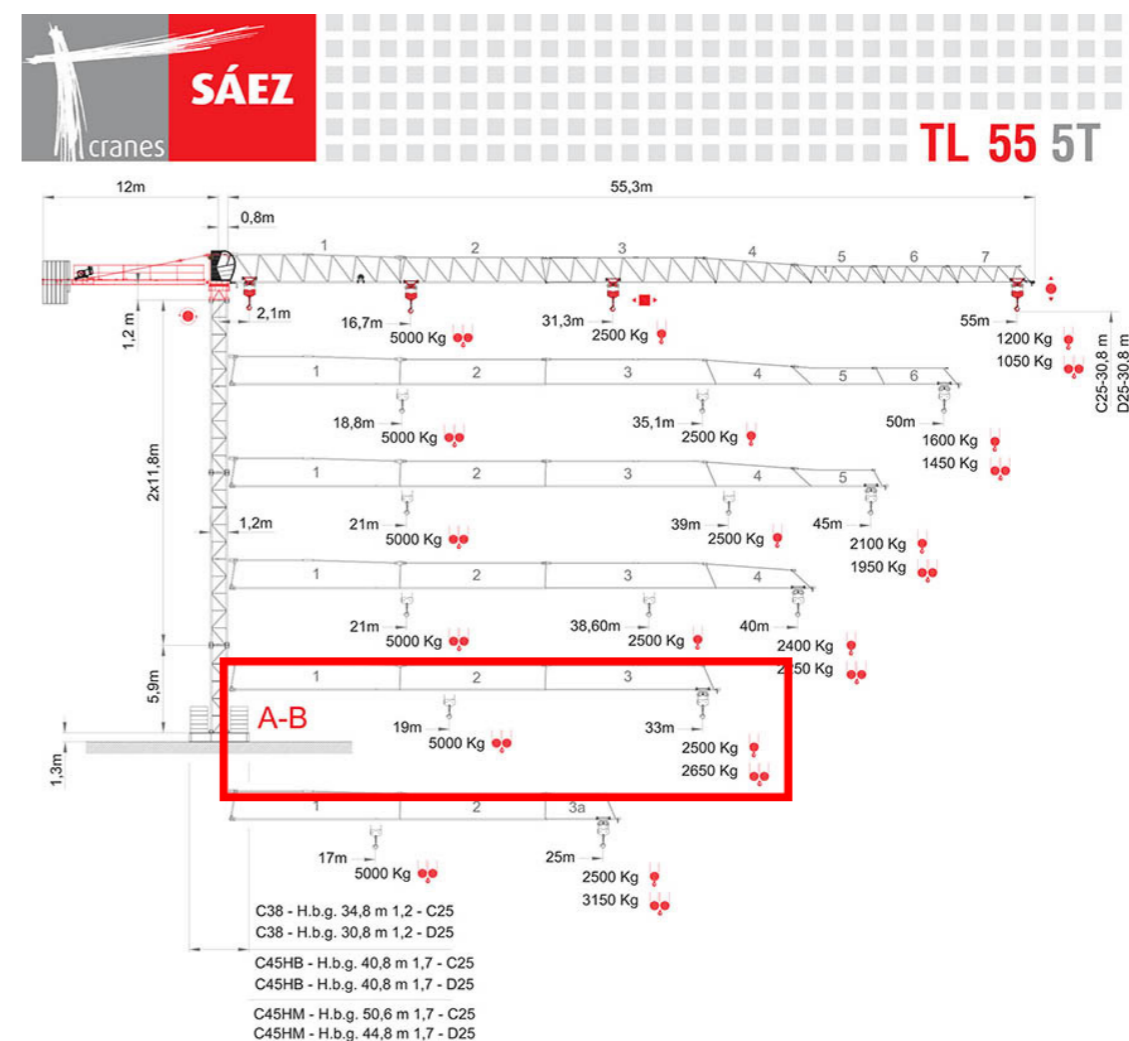 SÁEZ
cranes
TL 55 5T
12m
55,3m
0,8m
1 2 3 4 5 6 7
1,2 m
2,1m
16,7m
5000 Kg
31,3m
2500 Kg
55m
1200 Kg
1050 Kg
C25-30,8 m
D25-30,8 m
1 2 3 4 5 6
18,8m
5000 Kg
35,1m
2500 Kg
50m
1600 Kg
1450 Kg
2x11,8m
1 2 3 4 5
1,2m
21m
5000 Kg
39m
2500 Kg
45m
2100 Kg
1950 Kg
1 2 3 4
21m
5000 Kg
38,60m
2500 Kg
40m
2400 Kg
2250 Kg
5,9m
1 2 3
A-B
19m
5000 Kg
33m
2500 Kg
2650 Kg
1,3m
1 2 3a
17m
5000 Kg
25m
2500 Kg
3150 Kg
C38 - H.b.g. 34,8 m 1,2 - C25
C38 - H.b.g. 30,8 m 1,2 - D25
C45HB - H.b.g. 40,8 m 1,7 - C25
C45HB - H.b.g. 40,8 m 1,7 - D25
C45HM - H.b.g. 50,6 m 1,7 - C25
C45HM - H.b.g. 44,8 m 1,7 - D25